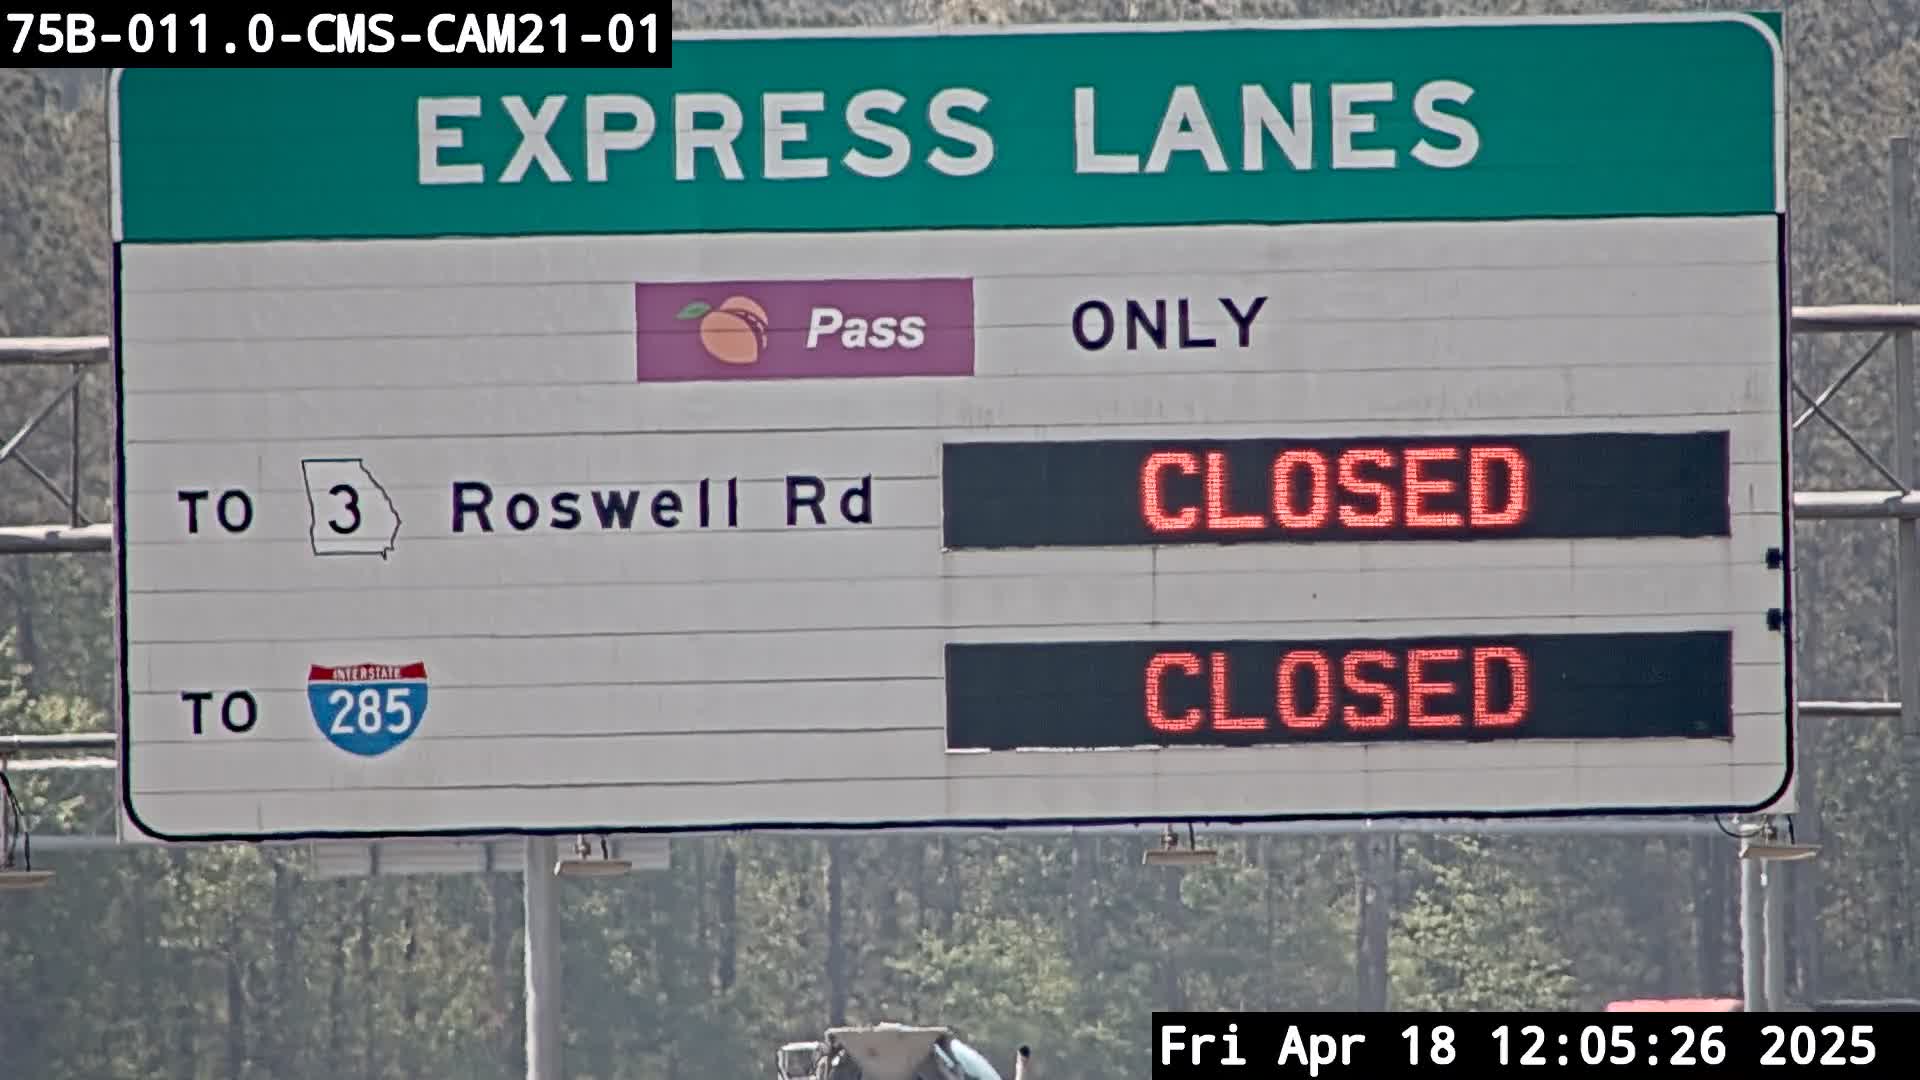 75B-011.0-CMS-CAM21-01
EXPRESS LANES
Pass ONLY
TO 3 Roswell Rd CLOSED
INTERSTATE
TO 285 CLOSED
Fri Apr 18 12:05:26 2025